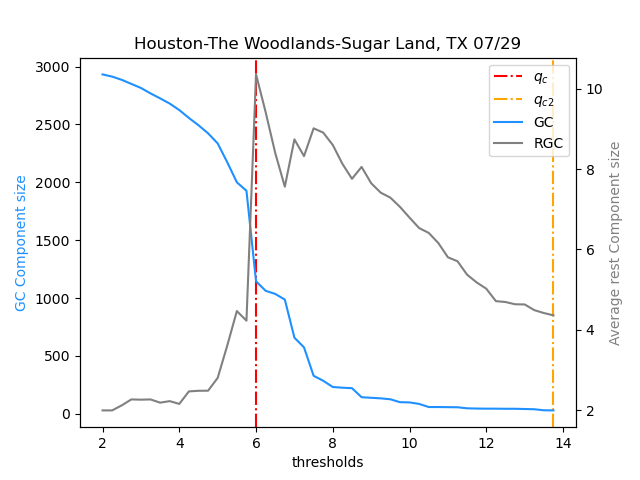 Houston-The Woodlands-Sugar Land, TX 07/29
3000
2500
2000
1500
1000
500
0
GC Component size
q_c
q_{c2}
GC
RGC
10
8
6
4
2
Average rest Component size
2 4 6 8 10 12 14
thresholds